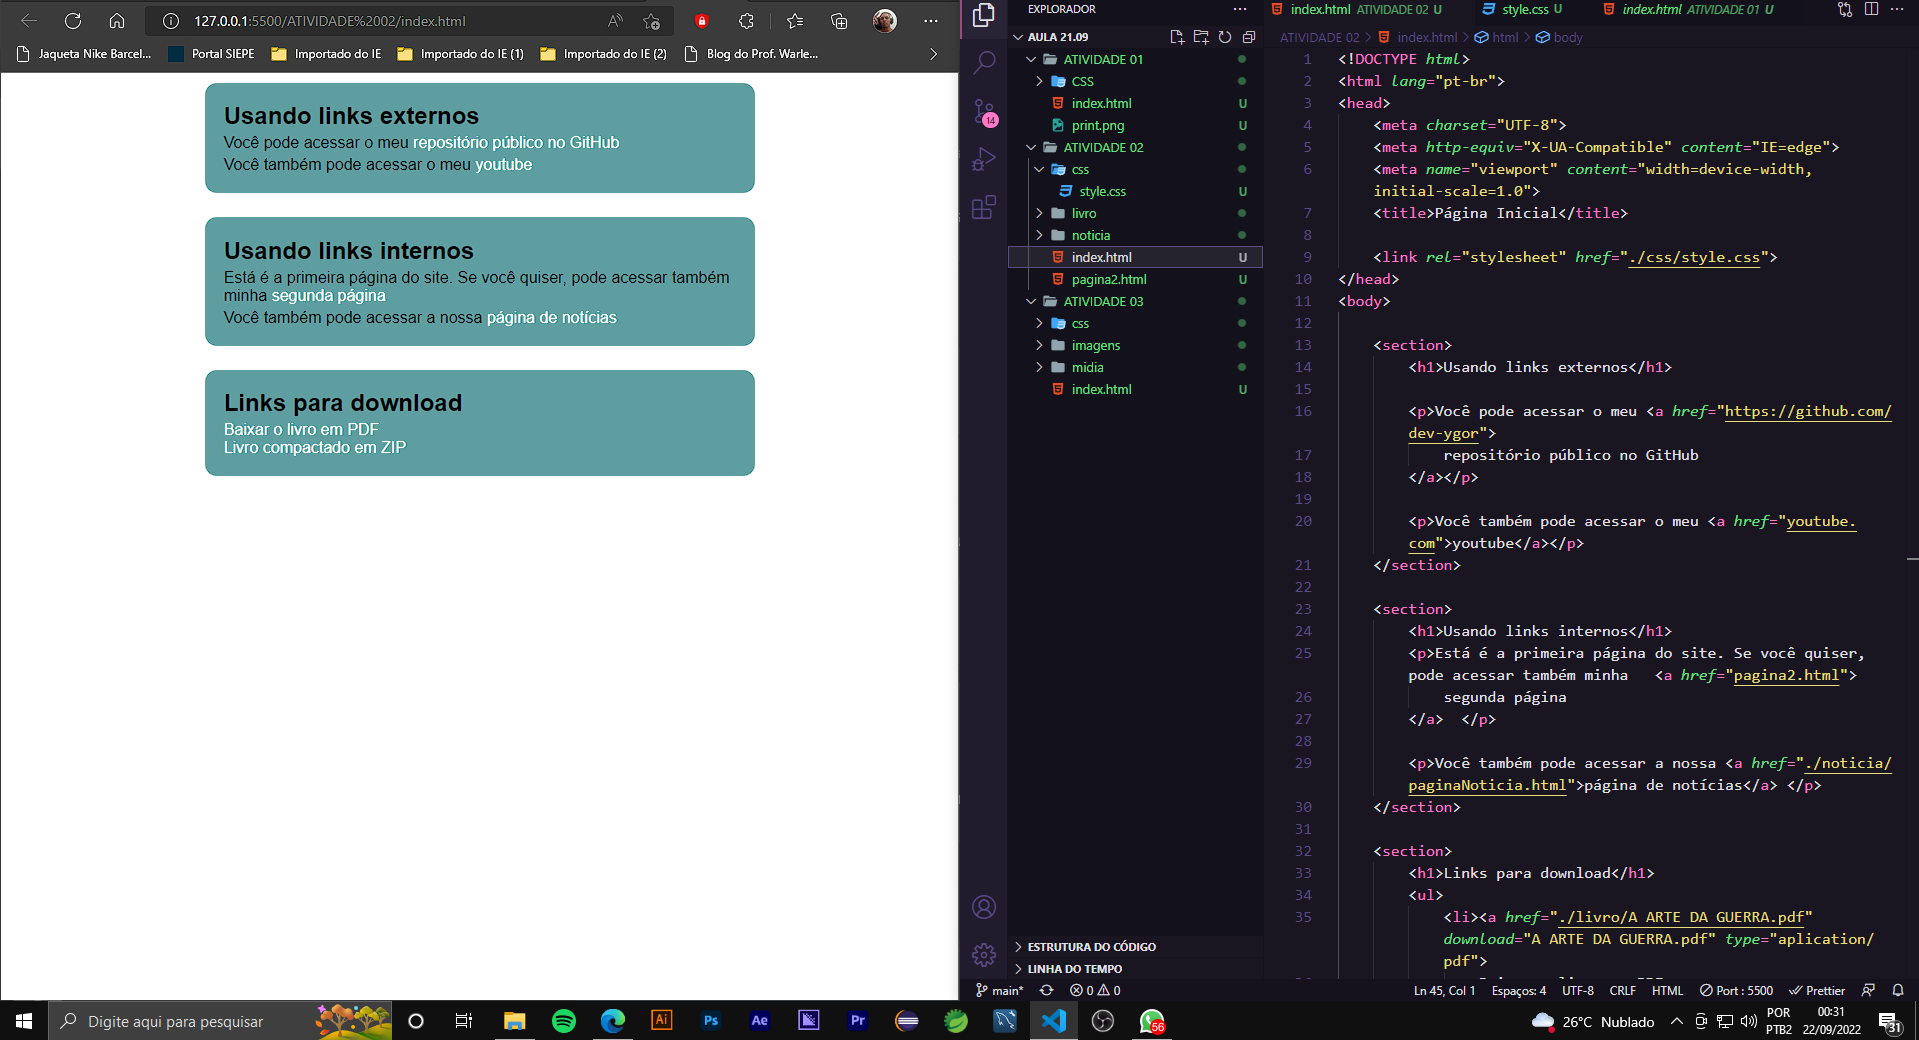 127.0.0.1:5500/ATIVIDADE%2002/index.html
Jaqueta Nike Barcel...
Portal SIEPE
Importado do IE
Importado do IE (1)
Importado do IE (2)
Blog do Prof. Warle...
Usando links externos
Você pode acessar o meu repositório público no GitHub
Você também pode acessar o meu youtube
Usando links internos
Está é a primeira página do site. Se você quiser, pode acessar também
minha segunda página
Você também pode acessar a nossa página de notícias
Links para download
Baixar o livro em PDF
Livro compactado em ZIP
EXPLORADOR
AULA 21.09
ATIVIDADE 01
CSS
index.html U
print.png U
ATIVIDADE 02
css
style.css U
livro
noticia
index.html U
pagina2.html U
ATIVIDADE 03
css
imagens
midia
index.html U
14
ESTRUTURA DO CÓDIGO
LINHA DO TEMPO
index.html ATIVIDADE 02 U
style.css U
index.html ATIVIDADE 01 U
ATIVIDADE 02 > index.html > html > body
1 <!DOCTYPE html>
2 <html lang="pt-br">
3 <head>
4 <meta charset="UTF-8">
5 <meta http-equiv="X-UA-Compatible" content="IE=edge">
6 <meta name="viewport" content="width=device-width,
initial-scale=1.0">
7 <title>Página Inicial</title>
8
9 <link rel="stylesheet" href="./css/style.css">
10 </head>
11 <body>
12
13 <section>
14 <h1>Usando links externos</h1>
15
16 <p>Você pode acessar o meu <a href="https://github.com/
dev-ygor">
17 repositório público no GitHub
18 </a></p>
19
20 <p>Você também pode acessar o meu <a href="youtube.
com">youtube</a></p>
21 </section>
22
23 <section>
24 <h1>Usando links internos</h1>
25 <p>Está é a primeira página do site. Se você quiser,
pode acessar também minha <a href="pagina2.html">
26 segunda página
27 </a> </p>
28
29 <p>Você também pode acessar a nossa <a href="./noticia/
paginaNoticia.html">página de notícias</a> </p>
30 </section>
31
32 <section>
33 <h1>Links para download</h1>
34 <ul>
35 <li><a href="./livro/A ARTE DA GUERRA.pdf"
download="A ARTE DA GUERRA.pdf" type="aplication/
pdf">
main* 0 0
Ln 45, Col 1
Espaços: 4
UTF-8
CRLF
HTML
Port : 5500
Prettier
Digite aqui para pesquisar
Ai
Ps
Ae
Pr
56
26°C Nublado
POR
PTB2
00:31
22/09/2022
31